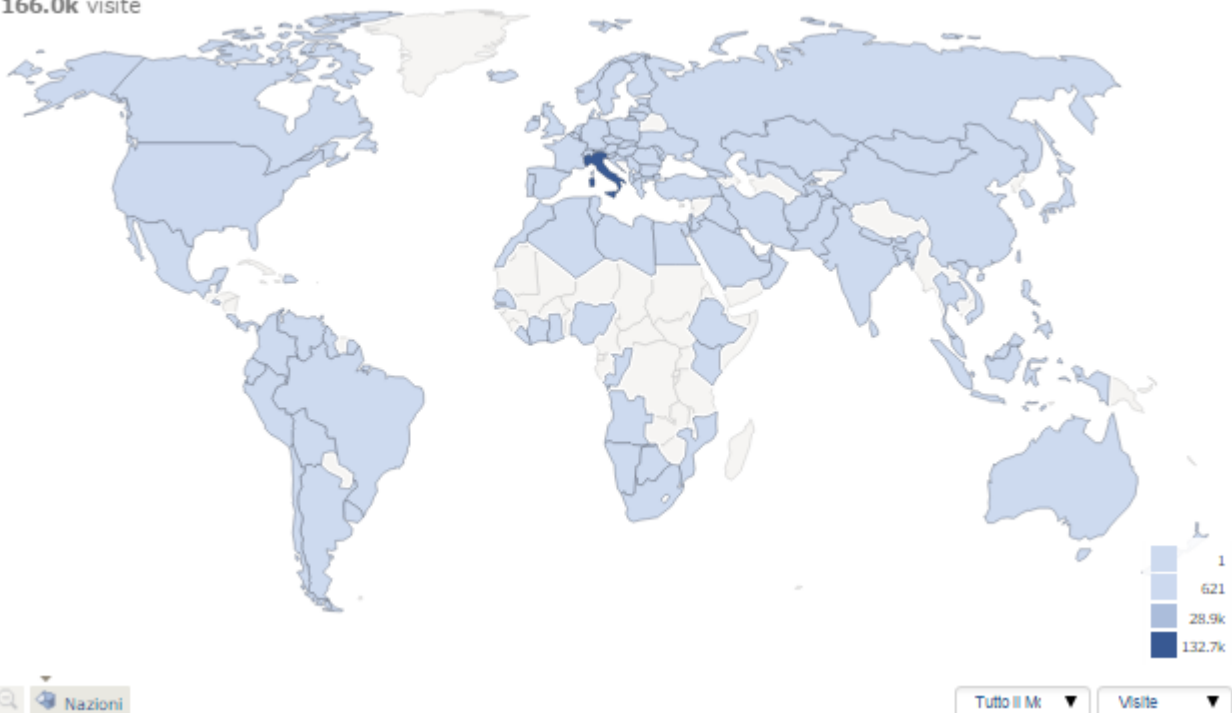 166.0k visite
1
621
28.9k
132.7k
Nazioni
Tutto il Mc
Visite